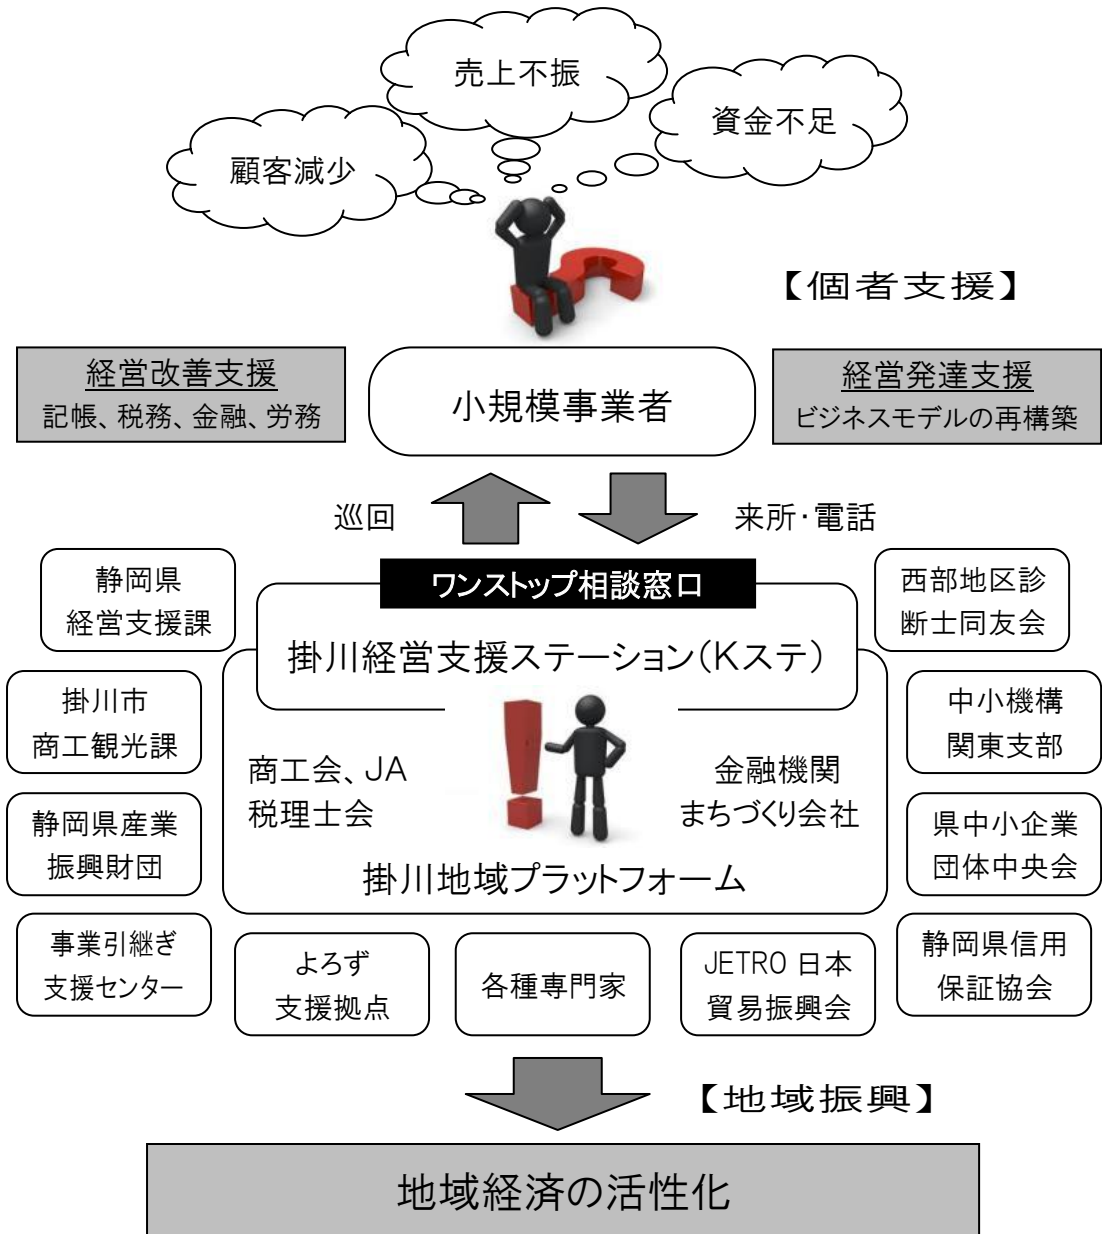 売上不振
資金不足
顧客減少
【個者支援】
経営改善支援
記帳、税務、金融、労務
小規模事業者
経営発達支援
ビジネスモデルの再構築
巡回
来所・電話
ワンストップ相談窓口
掛川経営支援ステーション(Kステ)
静岡県
経営支援課
西部地区診
断士同友会
掛川市
商工観光課
中小機構
関東支部
商工会、JA
税理士会
金融機関
まちづくり会社
静岡県産業
振興財団
県中小企業
団体中央会
掛川地域プラットフォーム
事業引継ぎ
支援センター
よろず
支援拠点
各種専門家
JETRO 日本
貿易振興会
静岡県信用
保証協会
【地域振興】
地域経済の活性化